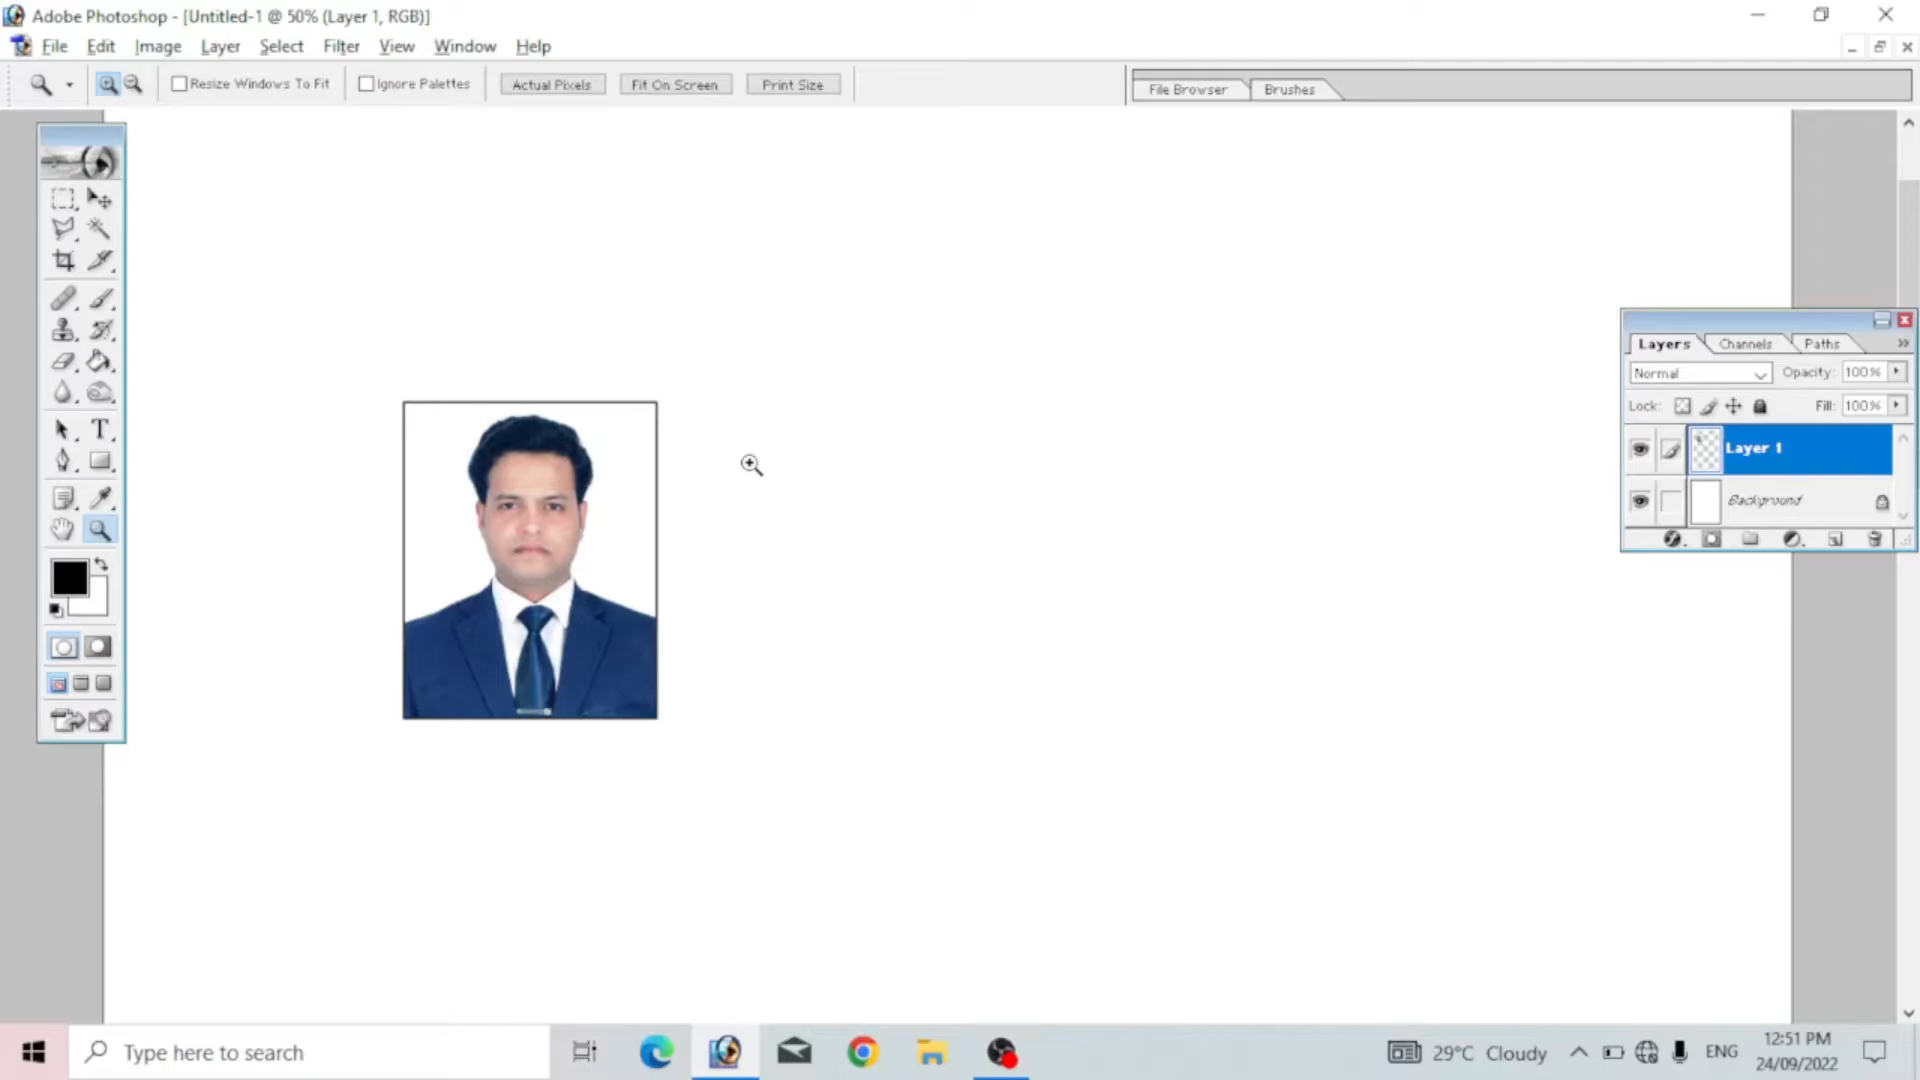 Adobe Photoshop - [Untitled-1 @ 50% (Layer 1, RGB)]
File Edit Image Layer Select Filter View Window Help
Resize Windows To Fit Ignore Palettes Actual Pixels Fit On Screen Print Size File Browser Brushes
Layers Channels Paths
Normal Opacity: 100%
Lock: Fill: 100%
Layer 1
Background
T
Type here to search 29°C Cloudy ENG 12:51 PM
24/09/2022